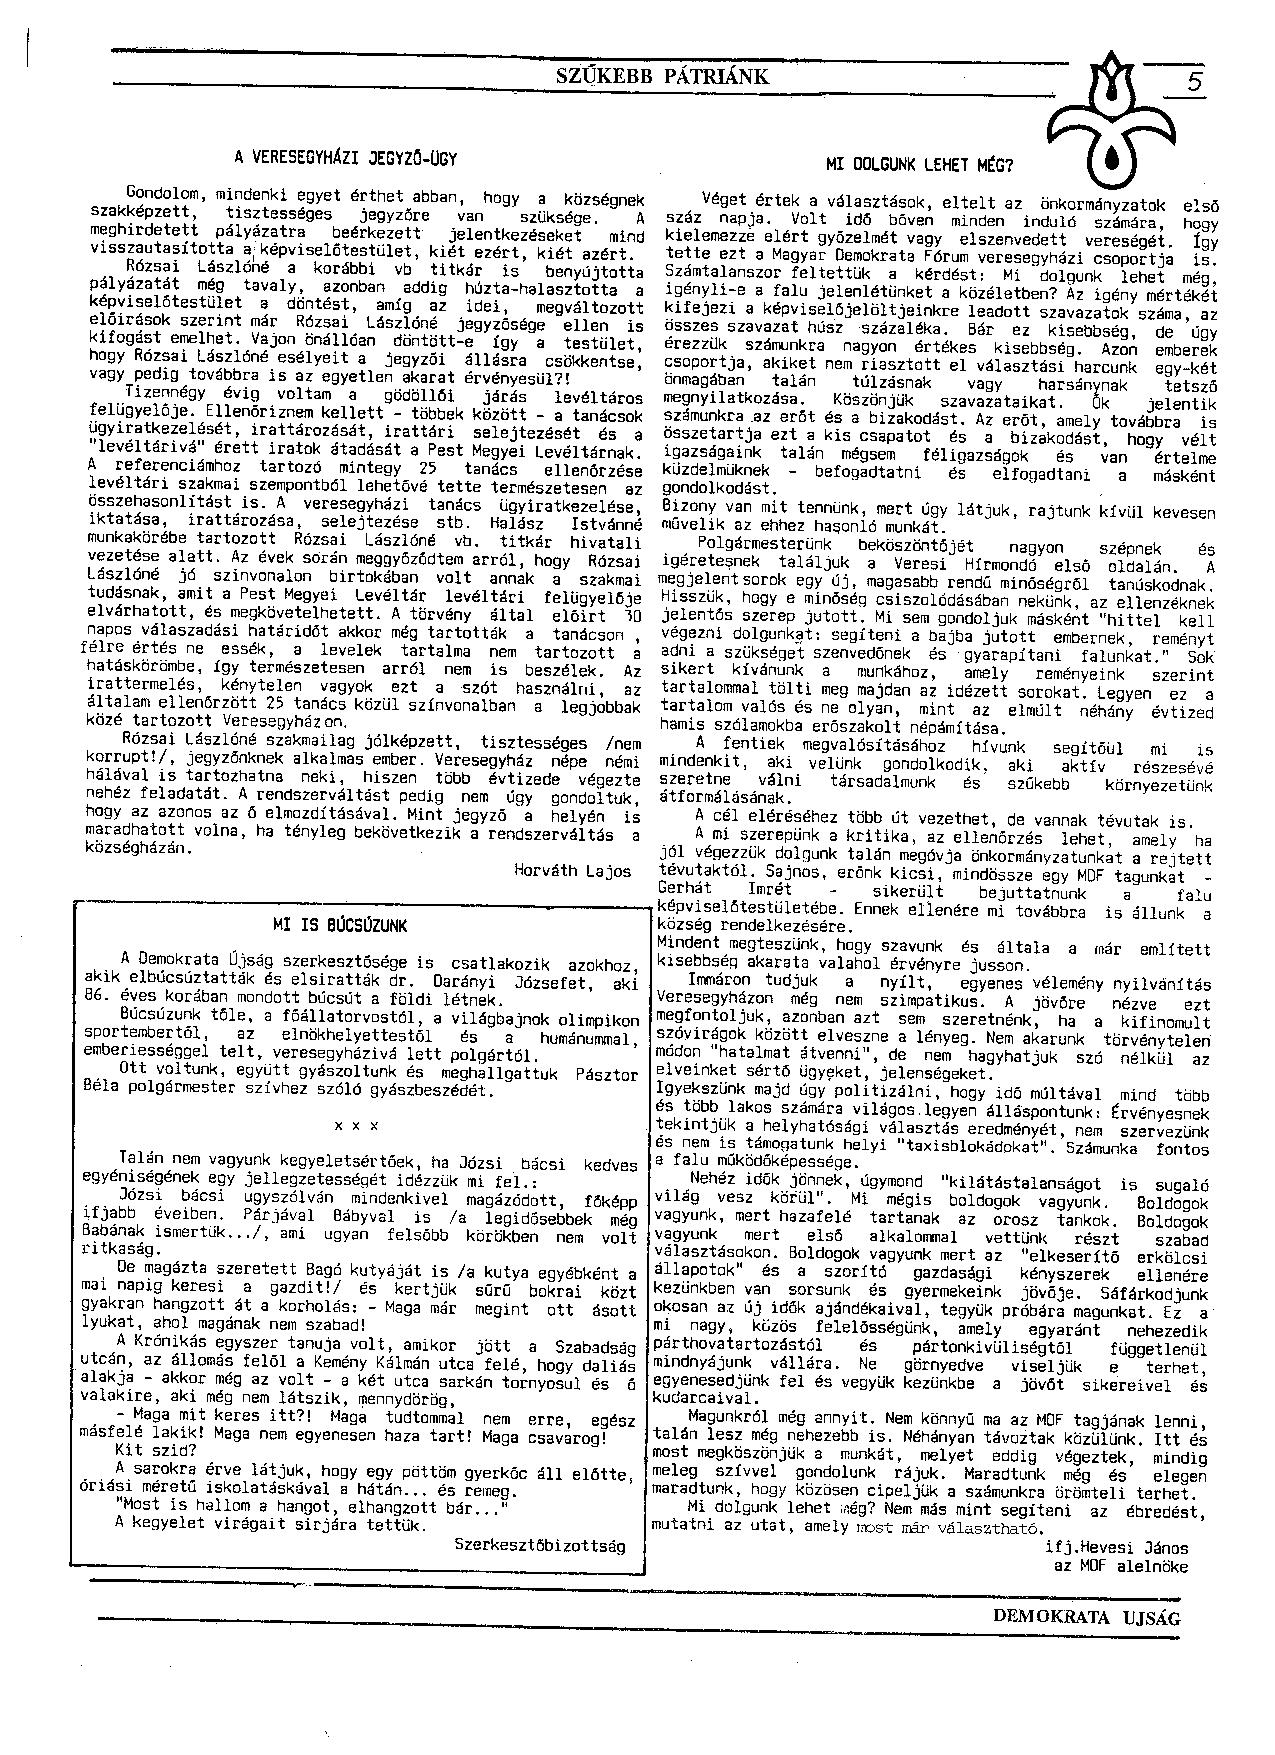 SZŰKEBB PÁTRIÁNK
5
A VERESEGYHÁZI JEGYZŐ-ÜGY
Gondolom, mindenki egyet érthet abban, hogy a községnek
szakképzett, tisztességes jegyzőre van szüksége. A
meghirdetett pályázatra beérkezett jelentkezéseket mind
visszautasította a képviselőtestület, kiét ezért, kiét azért.
Rózsai Lászlóné a korábbi vb titkár is benyújtotta
pályázatát még tavaly, azonban addig húzta-halasztotta a
képviselőtestület a döntést, amíg az idei, megváltozott
előírások szerint már Rózsai Lászlóné jegyzősége ellen is
kifogást emelhet. Vajon önállóan döntött-e így a testület,
hogy Rózsai Lászlóné esélyeit a jegyzői állásra csökkentse,
vagy pedig továbbra is az egyetlen akarat érvényesül?!
Tizennégy évig voltam a gödöllői járás levéltáros
felügyelője. Ellenőriznem kellett - többek között - a tanácsok
ügyiratkezelését, irattározását, irattári selejtezését és a
"levéltárivá" érett iratok átadását a Pest Megyei Levéltárnak.
A referenciámhoz tartozó mintegy 25 tanács ellenőrzése
levéltári szakmai szempontból lehetővé tette természetesen az
összehasonlítást is. A veresegyházi tanács ügyiratkezelése,
iktatása, irattározása, selejtezése stb. Halász Istvánné
munkakörébe tartozott Rózsai Lászlóné vb. titkár hivatali
vezetése alatt. Az évek során meggyőződtem arról, hogy Rózsai
Lászlóné jó szinvonalon birtokában volt annak a szakmai
tudásnak, amit a Pest Megyei Levéltár levéltári felügyelője
elvárhatott, és megkövetelhetett. A törvény által előirt 30
napos válaszadási határidőt akkor még tartották a tanácson ,
félre értés ne essék, a levelek tartalma nem tartozott a
hatáskörömbe, így természetesen arról nem is beszélek. Az
irattermelés, kénytelen vagyok ezt a szót használni, az
általam ellenőrzött 25 tanács közül színvonalban a legjobbak
közé tartozott Veresegyházon.
Rózsai Lászlóné szakmailag jólképzett, tisztességes /nem
korrupt!/, jegyzőnknek alkalmas ember. Veresegyház népe némi
hálával is tartozhatna neki, hiszen több évtizede végezte
nehéz feladatát. A rendszerváltást pedig nem úgy gondoltuk,
hogy az azonos az ő elmozdításával. Mint jegyző a helyén is
maradhatott volna, ha tényleg bekövetkezik a rendszerváltás a
községházán.
Horváth Lajos
MI IS BÚCSÚZUNK
A Demokrata Újság szerkesztősége is csatlakozik azokhoz,
akik elbúcsúztatták és elsiratták dr. Darányi Józsefet, aki
86. éves korában mondott búcsút a földi létnek.
Búcsúzunk tőle, a főállatorvostól, a világbajnok olimpikon
sportembertől, az elnökhelyettestől és a humánummal,
emberiességgel telt, veresegyházivá lett polgártól.
Ott voltunk, együtt gyászoltunk és meghallgattuk Pásztor
Béla polgármester szívhez szóló gyászbeszédét.
x x x
Talán nem vagyunk kegyeletsértőek, ha Józsi bácsi kedves
egyéniségének egy jellegzetességét idézzük mi fel.:
Józsi bácsi ugyszólván mindenkivel magázódott, főképp
ifjabb éveiben. Párjával Bábyval is /a legidősebbek még
Babának ismertük.../, ami ugyan felsőbb körökben nem volt
ritkaság.
De magázta szeretett Bagó kutyáját is /a kutya egyébként a
mai napig keresi a gazdit!/ és kertjük sűrű bokrai közt
gyakran hangzott át a korholás: - Maga már megint ott ásott
lyukat, ahol magának nem szabad!
A Krónikás egyszer tanuja volt, amikor jött a Szabadság
utcán, az állomás felől a Kemény Kálmán utca felé, hogy daliás
alakja - akkor még az volt - a két utca sarkán tornyosul és ő
valakire, aki még nem látszik, mennydörög,
- Maga mit keres itt?! Maga tudtommal nem erre, egész
másfelé lakik! Maga nem egyenesen haza tart! Maga csavarog!
Kit szid?
A sarokra érve látjuk, hogy egy pöttöm gyerkőc áll előtte,
óriási méretű iskolatáskával a hátán... és remeg.
"Most is hallom a hangot, elhangzott bár..."
A kegyelet virágait sirjára tettük.
Szerkesztőbizottság
MI DOLGUNK LEHET MÉG?
Véget értek a választások, eltelt az önkormányzatok első
száz napja. Volt idő bőven minden induló számára, hogy
kielemezze elért győzelmét vagy elszenvedett vereségét. Így
tette ezt a Magyar Demokrata Fórum veresegyházi csoportja is.
Számtalanszor feltettük a kérdést: Mi dolgunk lehet még,
igényli-e a falu jelenlétünket a közéletben? Az igény mértékét
kifejezi a képviselőjelöltjeinkre leadott szavazatok száma, az
összes szavazat húsz százaléka. Bár ez kisebbség, de úgy
érezzük számunkra nagyon értékes kisebbség. Azon emberek
csoportja, akiket nem riasztott el választási harcunk egy-két
önmagában talán túlzásnak vagy harsánynak tetsző
megnyilatkozása. Köszönjük szavazataikat. Ők jelentik
számunkra az erőt és a bizakodást. Az erőt, amely továbbra is
összetartja ezt a kis csapatot és a bizakodást, hogy vélt
igazságaink talán mégsem féligazságok és van értelme
küzdelmüknek - befogadtatni és elfogadtani a másként
gondolkodást.
Bizony van mit tennünk, mert úgy látjuk, rajtunk kívül kevesen
művelik az ehhez hasonló munkát.
Polgármesterünk beköszöntőjét nagyon szépnek és
igéretesnek találjuk a Veresi Hírmondó első oldalán. A
megjelent sorok egy új, magasabb rendű minőségről tanúskodnak.
Hisszük, hogy e minőség csiszolódásában nekünk, az ellenzéknek
jelentős szerep jutott. Mi sem gondoljuk másként "hittel kell
végezni dolgunkat: segíteni a bajba jutott embernek, reményt
adni a szükséget szenvedőnek és gyarapítani falunkat." Sok
sikert kívánunk a munkához, amely reményeink szerint
tartalommal tölti meg majdan az idézett sorokat. Legyen ez a
tartalom valós és ne olyan, mint az elmúlt néhány évtized
hamis szólamokba erőszakolt népámítása.
A fentiek megvalósításához hívunk segítőül mi is
mindenkit, aki velünk gondolkodik, aki aktív részesévé
szeretne válni társadalmunk és szűkebb környezetünk
átformálásának.
A cél eléréséhez több út vezethet, de vannak tévutak is.
A mi szerepünk a kritika, az ellenőrzés lehet, amely ha
jól végezzük dolgunk talán megóvja önkormányzatunkat a rejtett
tévutaktól. Sajnos, erőnk kicsi, mindössze egy MDF tagunkat -
Gerhát Imrét - sikerült bejuttatnunk a falu
képviselőtestületébe. Ennek ellenére mi továbbra is állunk a
község rendelkezésére.
Mindent megteszünk, hogy szavunk és általa a már említett
kisebbség akarata valahol érvényre jusson.
Immáron tudjuk a nyílt, egyenes vélemény nyilvánítás
Veresegyházon még nem szimpatikus. A jövőre nézve ezt
megfontoljuk, azonban azt sem szeretnénk, ha a kifinomult
szóvirágok között elveszne a lényeg. Nem akarunk törvénytelen
módon "hatalmat átvenni", de nem hagyhatjuk szó nélkül az
elveinket sértő ügyeket, jelenségeket.
Igyekszünk majd úgy politizálni, hogy idő múltával mind több
és több lakos számára világos legyen álláspontunk: Érvényesnek
tekintjük a helyhatósági választás eredményét, nem szervezünk
és nem is támogatunk helyi "taxisblokádokat". Számunka fontos
a falu működőképessége.
Nehéz idők jönnek, úgymond "kilátástalanságot is sugaló
világ vesz körül". Mi mégis boldogok vagyunk. Boldogok
vagyunk, mert hazafelé tartanak az orosz tankok. Boldogok
vagyunk mert első alkalommal vettünk részt szabad
választásokon. Boldogok vagyunk mert az "elkeserítő erkölcsi
állapotok" és a szorító gazdasági kényszerek ellenére
kezünkben van sorsunk és gyermekeink jövője. Sáfárkodjunk
okosan az új idők ajándékaival, tegyük próbára magunkat. Ez a
mi nagy, közös felelősségünk, amely egyaránt nehezedik
párthovatartozástól és pártonkivüliségtől függetlenül
mindnyájunk vállára. Ne görnyedve viseljük e terhet,
egyenesedjünk fel és vegyük kezünkbe a jövőt sikereivel és
kudarcaival.
Magunkról még annyit. Nem könnyű ma az MDF tagjának lenni,
talán lesz még nehezebb is. Néhányan távoztak közülünk. Itt és
most megköszönjük a munkát, melyet eddig végeztek, mindig
meleg szívvel gondolunk rájuk. Maradtunk még és elegen
maradtunk, hogy közösen cipeljük a számunkra örömteli terhet.
Mi dolgunk lehet még? Nem más mint segíteni az ébredést,
mutatni az utat, amely most már választható.
ifj.Hevesi János
az MDF alelnöke
DEMOKRATA UJSÁG